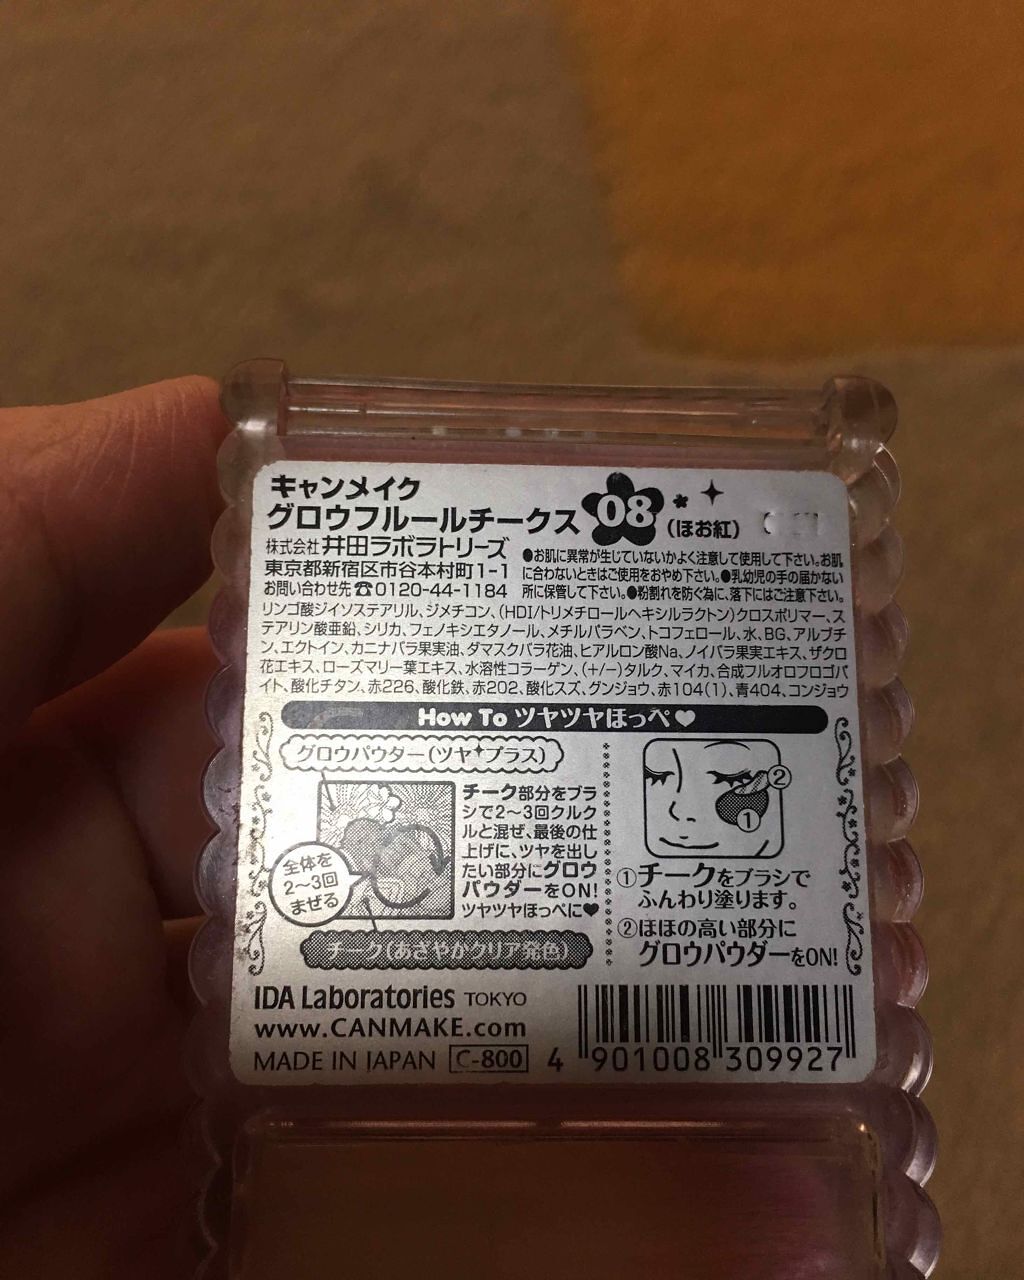 キャンメイク
グロウフルールチークス 08 (ほお紅)
株式会社 井田ラボラトリーズ
東京都新宿区市谷本村町1-1
お問い合わせ先☎0120-44-1184
●お肌に異常が生じていないかよく注意して使用して下さい。お肌
に合わないときはご使用をおやめ下さい。●乳幼児の手の届かない
所に保管して下さい。●粉割れを防ぐ為に、落下にはご注意下さい。
リンゴ酸ジイソステアリル、ジメチコン、(HDI/トリメチロールヘキシルラクトン)クロスポリマー、ス
テアリン酸亜鉛、シリカ、フェノキシエタノール、メチルパラベン、トコフェロール、水、BG、アルブチ
ン、エクトイン、カニナバラ果実油、ダマスクバラ花油、ヒアルロン酸Na、ノイバラ果実エキス、ザクロ
花エキス、ローズマリー葉エキス、水溶性コラーゲン、(+/−)タルク、マイカ、合成フルオロフロゴパ
イト、酸化チタン、赤226、酸化鉄、赤202、酸化スズ、グンジョウ、赤104(1)、青404、コンジョウ
How To ツヤツヤほっぺ♥
グロウパウダー(ツヤ✦プラス)
チーク部分をブラ
シで2〜3回クルク
ルと混ぜ、最後の仕
上げに、ツヤを出し
たい部分にグロウ
パウダーをON!
ツヤツヤほっぺに♥
全体を
2〜3回
まぜる
チーク(あざやかクリア発色)
②
①
①チークをブラシで
ふんわり塗ります。
②ほほの高い部分に
グロウパウダーをON!
IDA Laboratories TOKYO
www.CANMAKE.com
MADE IN JAPAN C-800
4 901008 309927